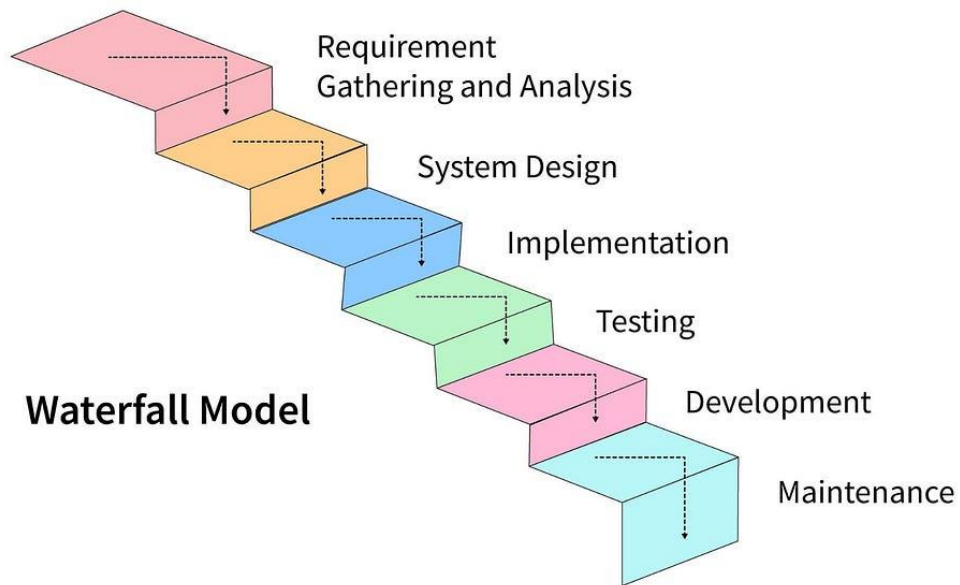 Requirement
Gathering and Analysis
System Design
Implementation
Testing
Waterfall Model
Development
Maintenance